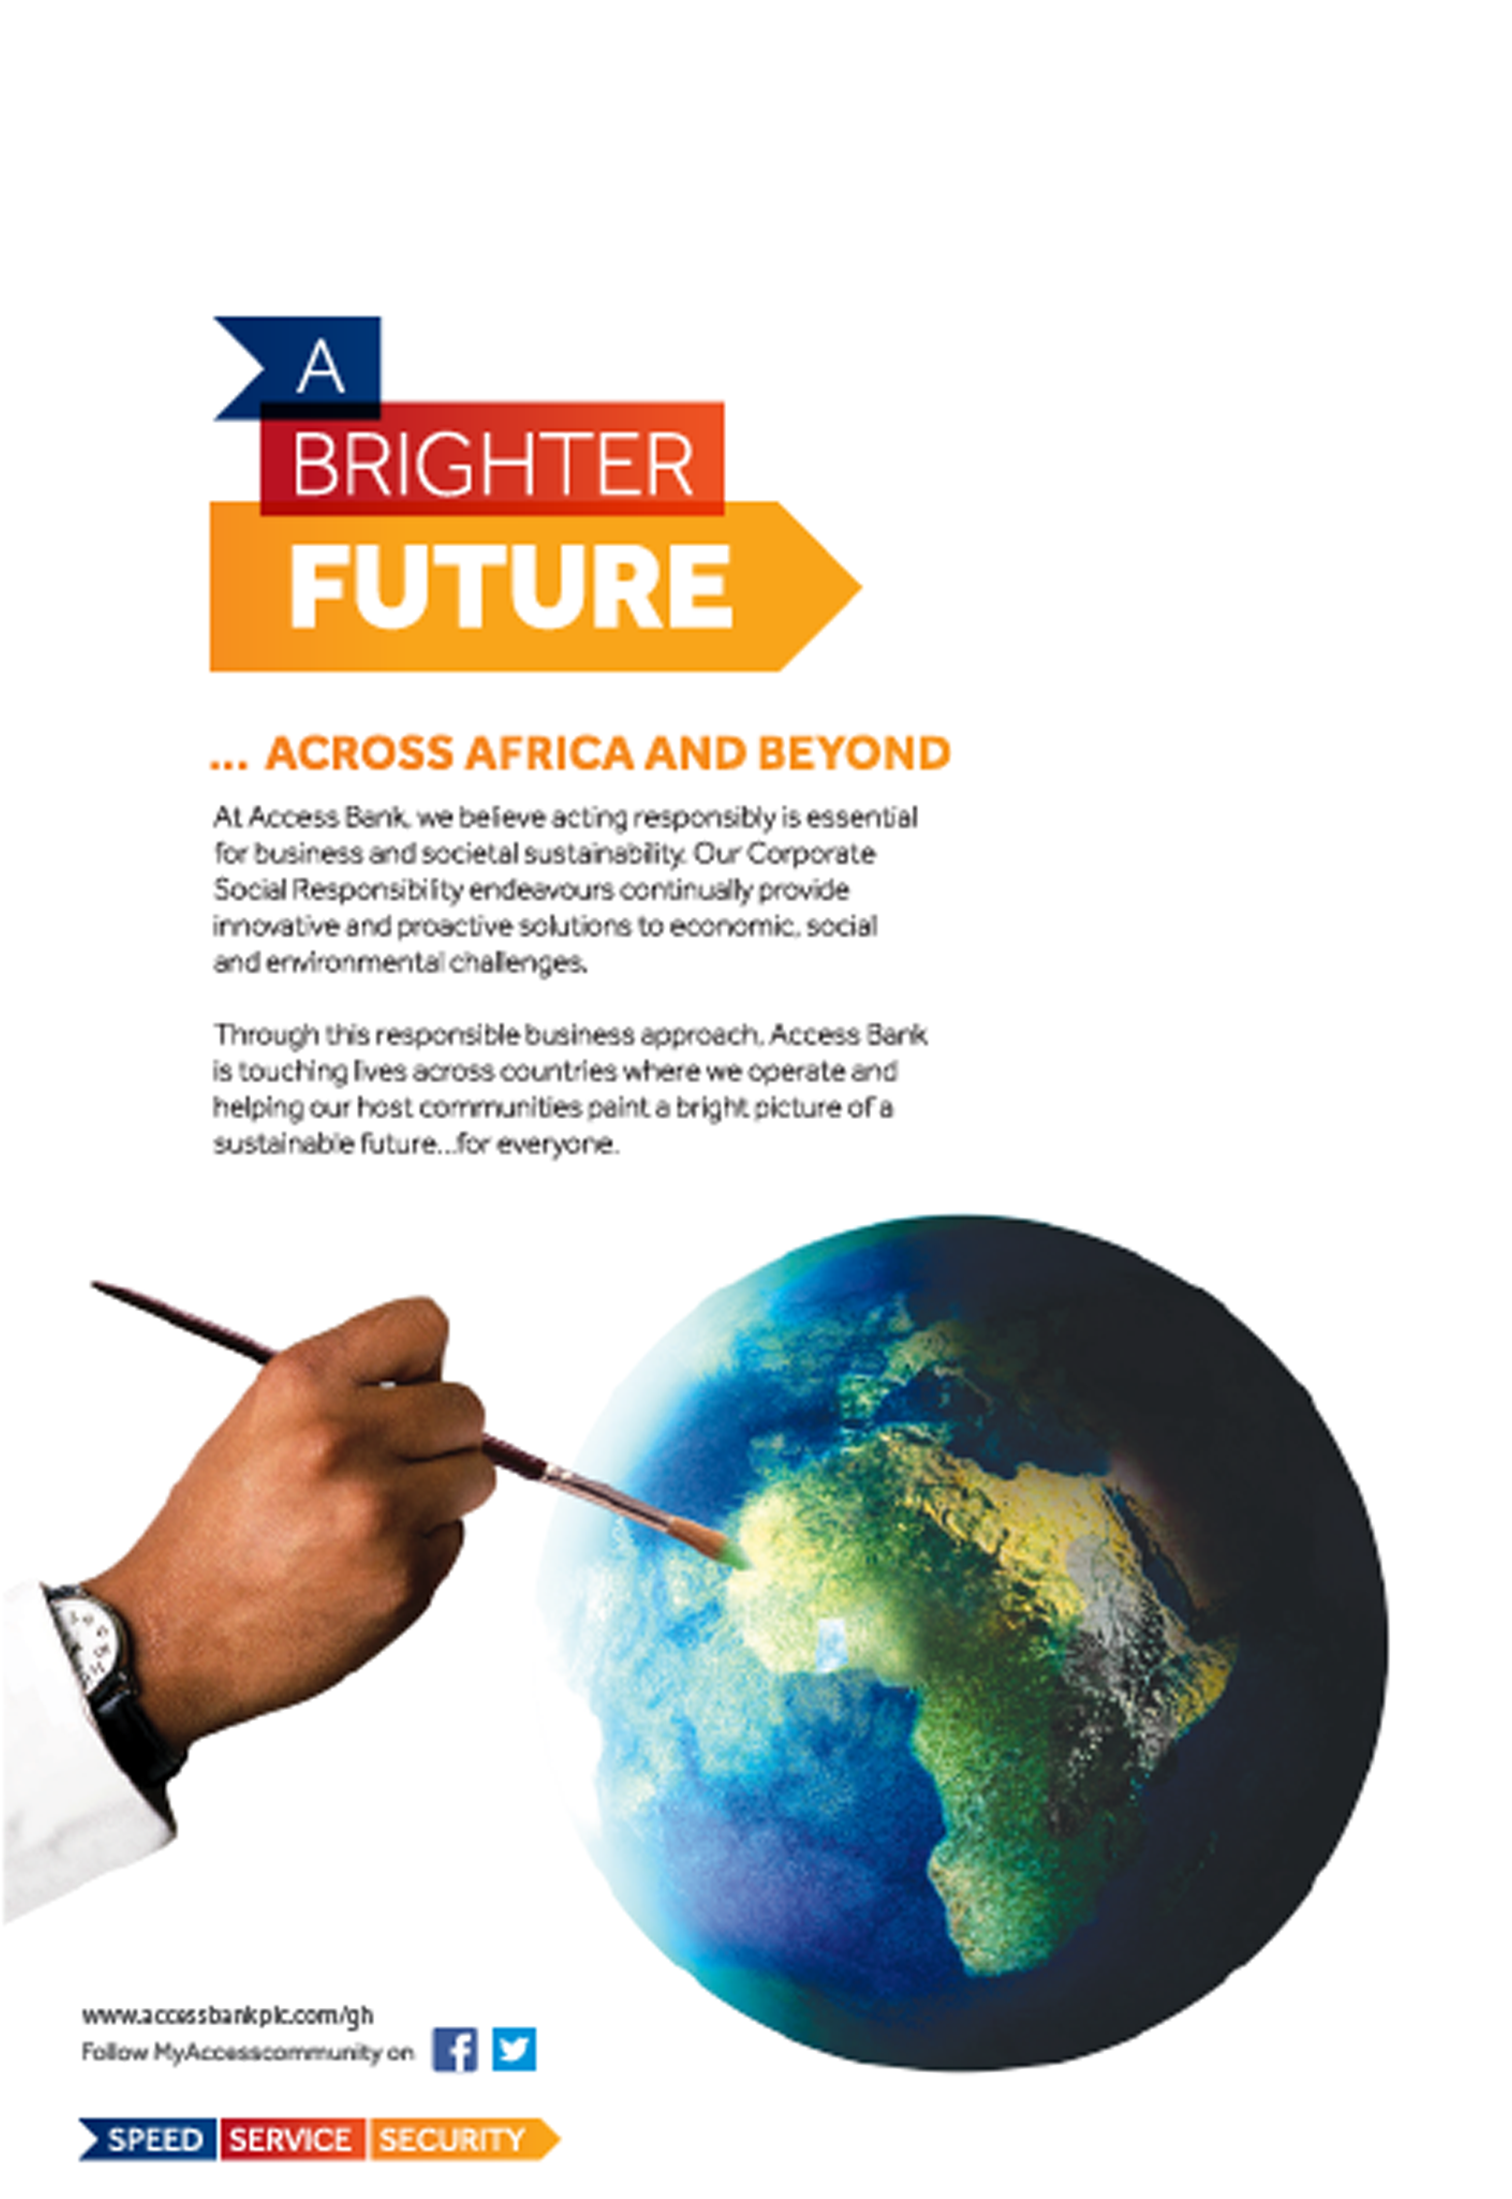 A
BRIGHTER
FUTURE
... ACROSS AFRICA AND BEYOND
At Access Bank, we believe acting responsibly is essential
for business and societal sustainability. Our Corporate
Social Responsibility endeavours continually provide
innovative and proactive solutions to economic, social
and environmental challenges.
Through this responsible business approach, Access Bank
is touching lives across countries where we operate and
helping our host communities paint a bright picture of a
sustainable future...for everyone.
www.accessbankplc.com/gh
Follow MyAccesscommunity on
SPEED SERVICE SECURITY